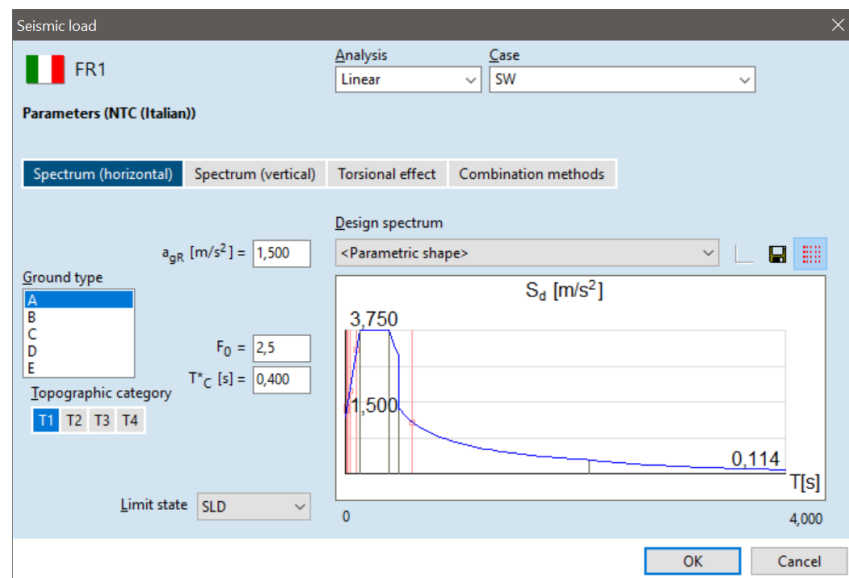 Seismic load
FR1
Analysis
Case
Linear
SW
Parameters (NTC (Italian))
Spectrum (horizontal)
Spectrum (vertical)
Torsional effect
Combination methods
Design spectrum
agR [m/s2] = 1,500
<Parametric shape>
Ground type
A
B
C
D
E
F0 = 2,5
T*C [s] = 0,400
Topographic category
T1 T2 T3 T4
Limit state SLD
Sd [m/s2]
3,750
1,500
0,114
T[s]
0
4,000
OK
Cancel